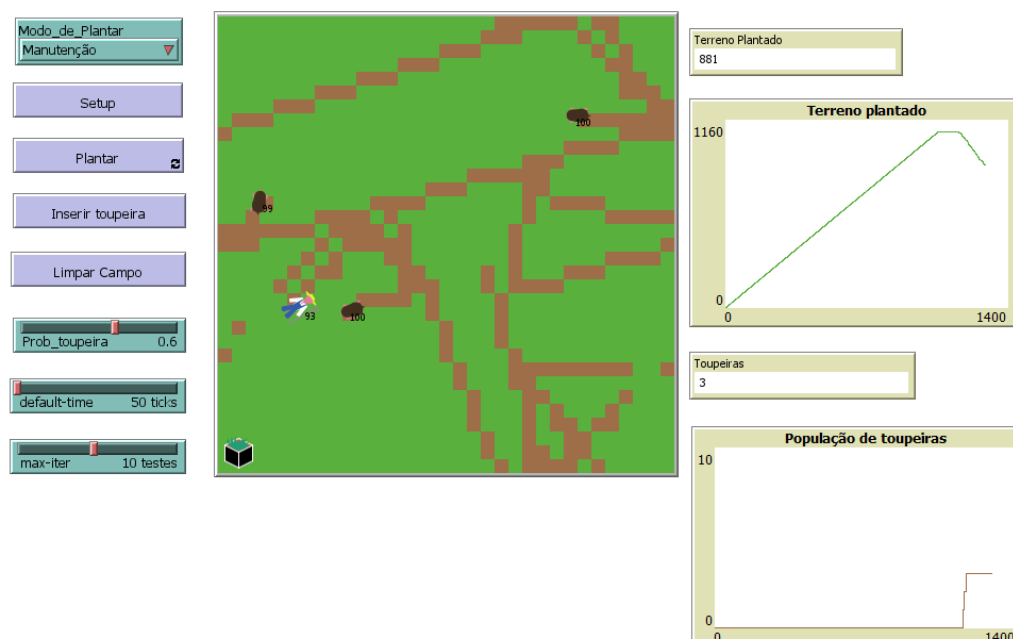 Modo_de_Plantar
Manutenção
Setup
Plantar
Inserir toupeira
Limpar Campo
Prob_toupeira 0.6
default-time 50 ticks
max-iter 10 testes
100
99
93
100
Terreno Plantado
881
Terreno plantado
1160
0
0 1400
Toupeiras
3
População de toupeiras
10
0
0 1400